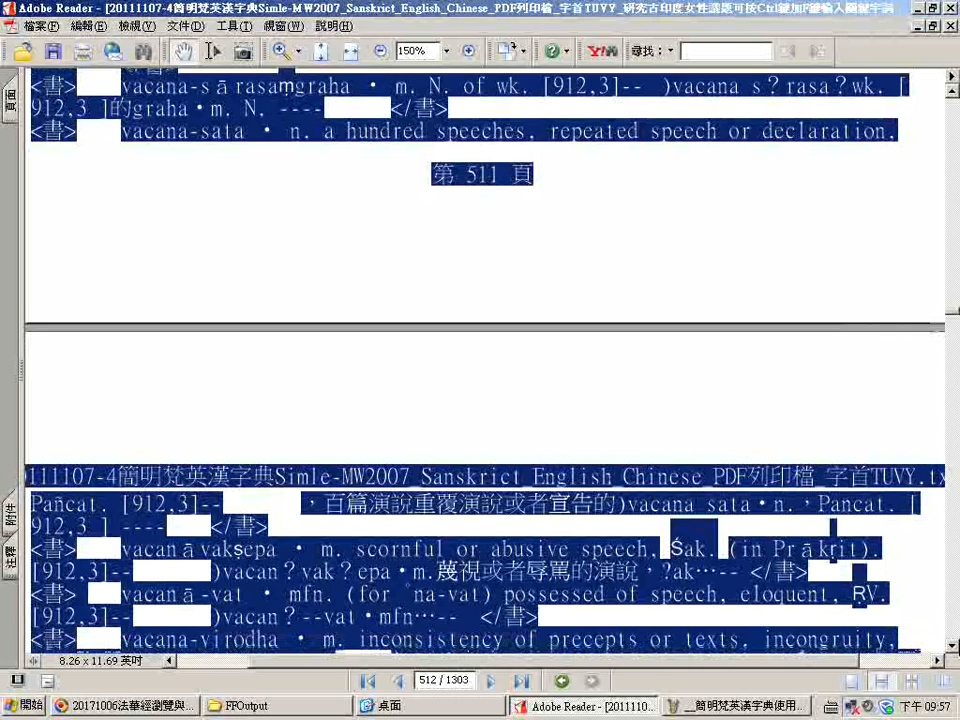 Adobe Reader - [20111107-4簡明梵英漢字典Simle-MW2007_Sanskrict_English_Chinese_PDF列印檔_字首TUVY_研究古印度女性議題可按Ctrl鍵加F鍵輸入關鍵字詞
檔案(F) 編輯(E) 檢視(V) 文件(D) 工具(T) 視窗(W) 說明(H)
150% Y! 尋找：
頁面
<書> vacana-sārasaṃgraha · m. N. of wk. [912,3]-- )vacana s？rasa？wk. [
912,3 ]的graha·m. N, ---- </書>
<書> vacana-sata · n. a hundred speeches, repeated speech or declaration,
第 511 頁
111107-4簡明梵英漢字典Simle-MW2007_Sanskrict_English_Chinese_PDF列印檔_字首TUVY.tx
Pañcat. [912,3]-- ，百篇演說重覆演說或者宣告的)vacana sata·n.，Pancat. [
912,3 ] ---- </書>
<書> vacanāvakṣepa · m. scornful or abusive speech, Śak. (in Prākṛit).
[912,3]-- )vacan？vak？epa·m.蔑視或者辱罵的演說，?ak…-- </書>
<書> vacanā-vat · mfn. (for °na-vat) possessed of speech, eloquent, ṚV.
[912,3]-- )vacan？--vat·mfn…-- </書>
<書> vacana-virodha · m. inconsistency of precepts or texts, incongruity,
附件
注釋
8.26 x 11.69 英吋
512 / 1303
開始 20171006法華經瀏覽與... FFOutput 桌面 Adobe Reader - [2011110... __簡明梵英字典使用... 下午 09:57